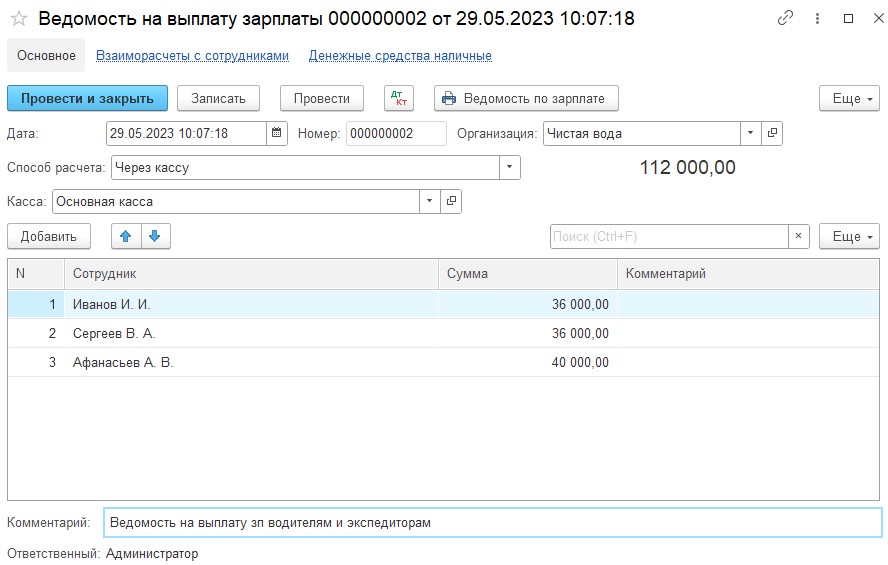 Ведомость на выплату зарплаты 000000002 от 29.05.2023 10:07:18
Основное Взаиморасчеты с сотрудниками Денежные средства наличные
Провести и закрыть Записать Провести Дт Кт Ведомость по зарплате Еще
Дата: 29.05.2023 10:07:18 Номер: 000000002 Организация: Чистая вода
Способ расчета: Через кассу 112 000,00
Касса: Основная касса
Добавить Поиск (Ctrl+F) × Еще
N Сотрудник Сумма Комментарий
1 Иванов И. И. 36 000,00
2 Сергеев В. А. 36 000,00
3 Афанасьев А. В. 40 000,00
Комментарий: Ведомость на выплату зп водителям и экспедиторам
Ответственный: Администратор